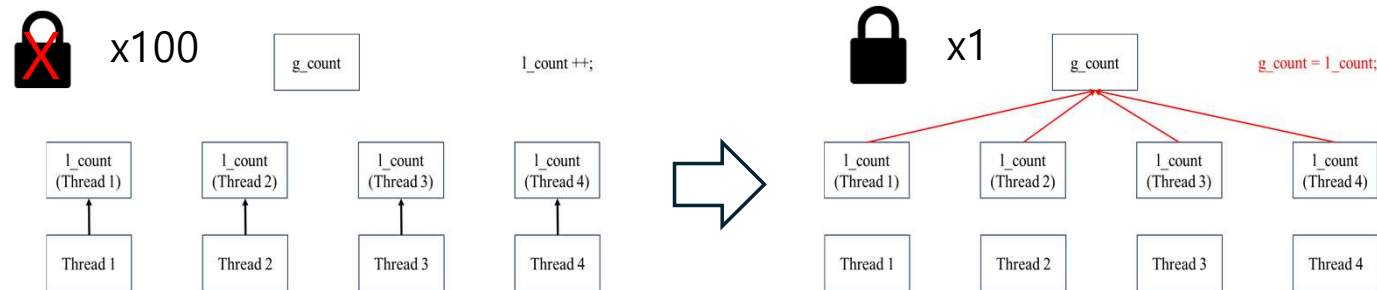 X x100
g_count
l_count ++;
l_count
(Thread 1)
l_count
(Thread 2)
l_count
(Thread 3)
l_count
(Thread 4)
Thread 1
Thread 2
Thread 3
Thread 4
x1
g_count
g_count = l_count;
l_count
(Thread 1)
l_count
(Thread 2)
l_count
(Thread 3)
l_count
(Thread 4)
Thread 1
Thread 2
Thread 3
Thread 4